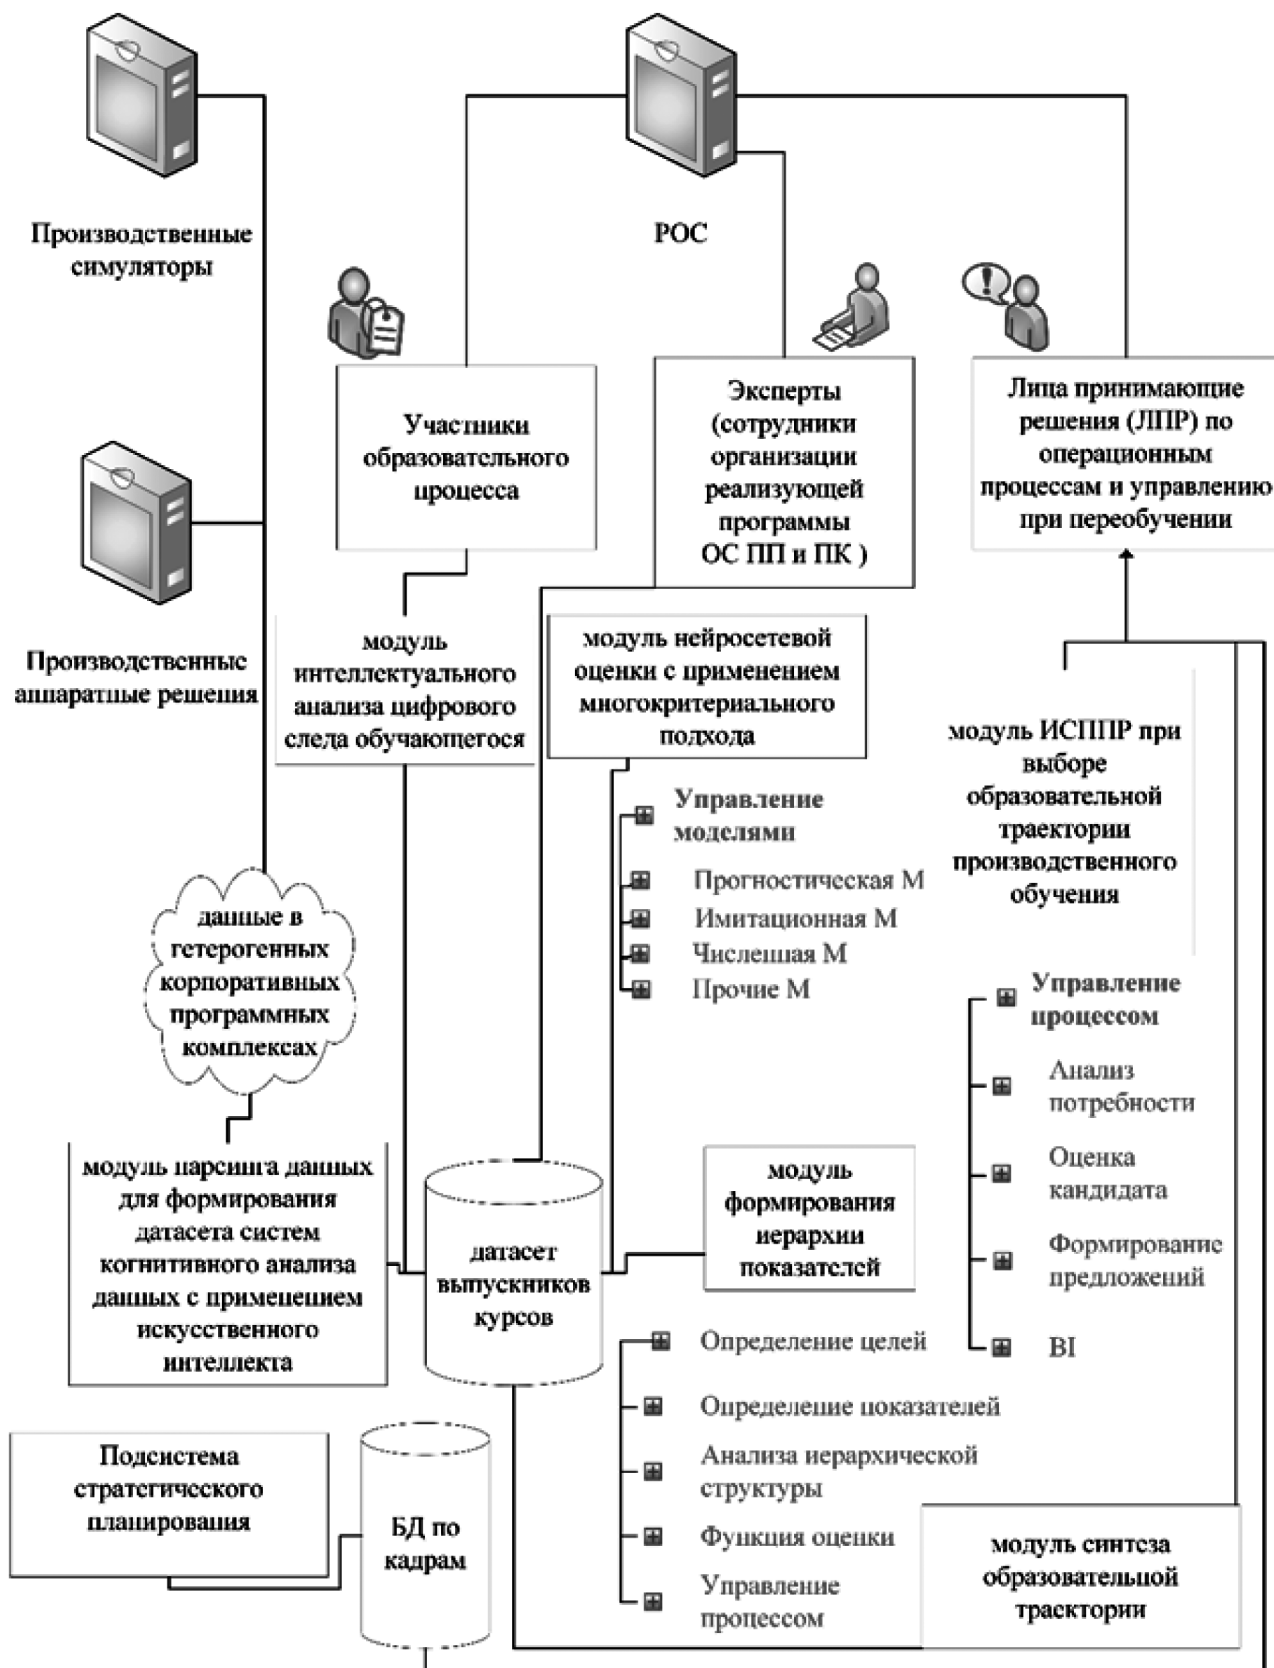 Производственные
симуляторы
РОС
Участники
образовательного
процесса
Эксперты
(сотрудники
организации
реализующей
программы
ОС ПП и ПК )
Лица принимающие
решения (ЛПР) по
операционным
процессам и управлению
при переобучении
Производственные
аппаратные решения
модуль
интеллектуального
анализа цифрового
следа обучающегося
модуль нейросетевой
оценки с применением
многокритериального
подхода
модуль ИСППР при
выборе
образовательной
траектории
производственного
обучения
Управление
моделями
Прогностическая М
Имитационная М
Численная М
Прочие М
данные в
гетерогенных
корпоративных
программных
комплексах
Управление
процессом
Анализ
потребности
Оценка
кандидата
Формирование
предложений
BI
модуль парсинга данных
для формирования
датасета систем
когнитивного анализа
данных с применением
искусственного
интеллекта
датасет
выпускников
курсов
модуль
формирования
иерархии
показателей
Определение целей
Определение показателей
Анализа иерархической
структуры
Функция оценки
Управление
процессом
Подсистема
стратегического
планирования
БД по
кадрам
модуль синтеза
образовательной
траектории